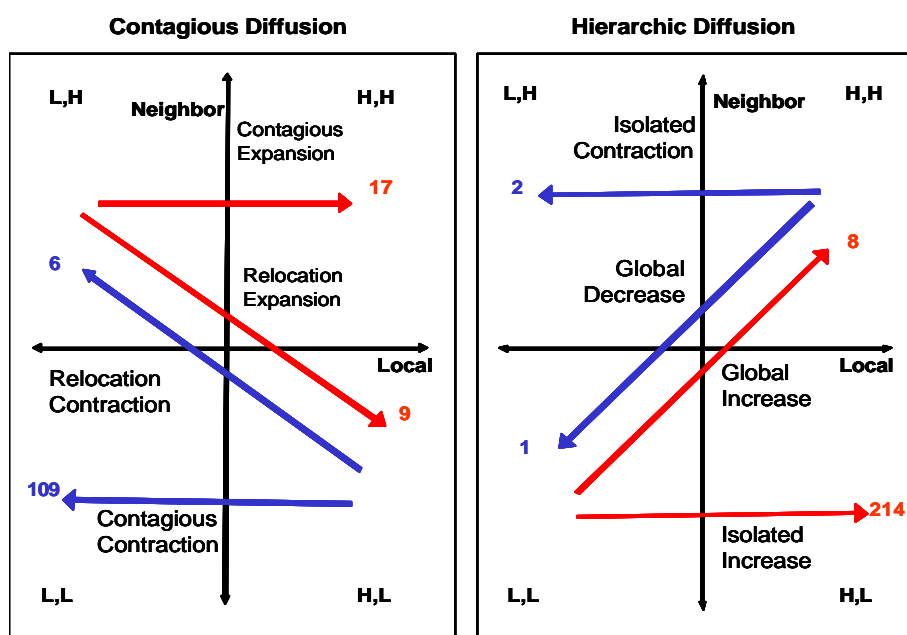 Contagious Diffusion
L,H
Neighbor
H,H
Contagious
Expansion
17
6
Relocation
Expansion
Local
Relocation
Contraction
9
109
Contagious
Contraction
L,L
H,L
Hierarchic Diffusion
L,H
Neighbor
H,H
Isolated
Contraction
2
8
Global
Decrease
Local
Global
Increase
1
214
Isolated
Increase
L,L
H,L